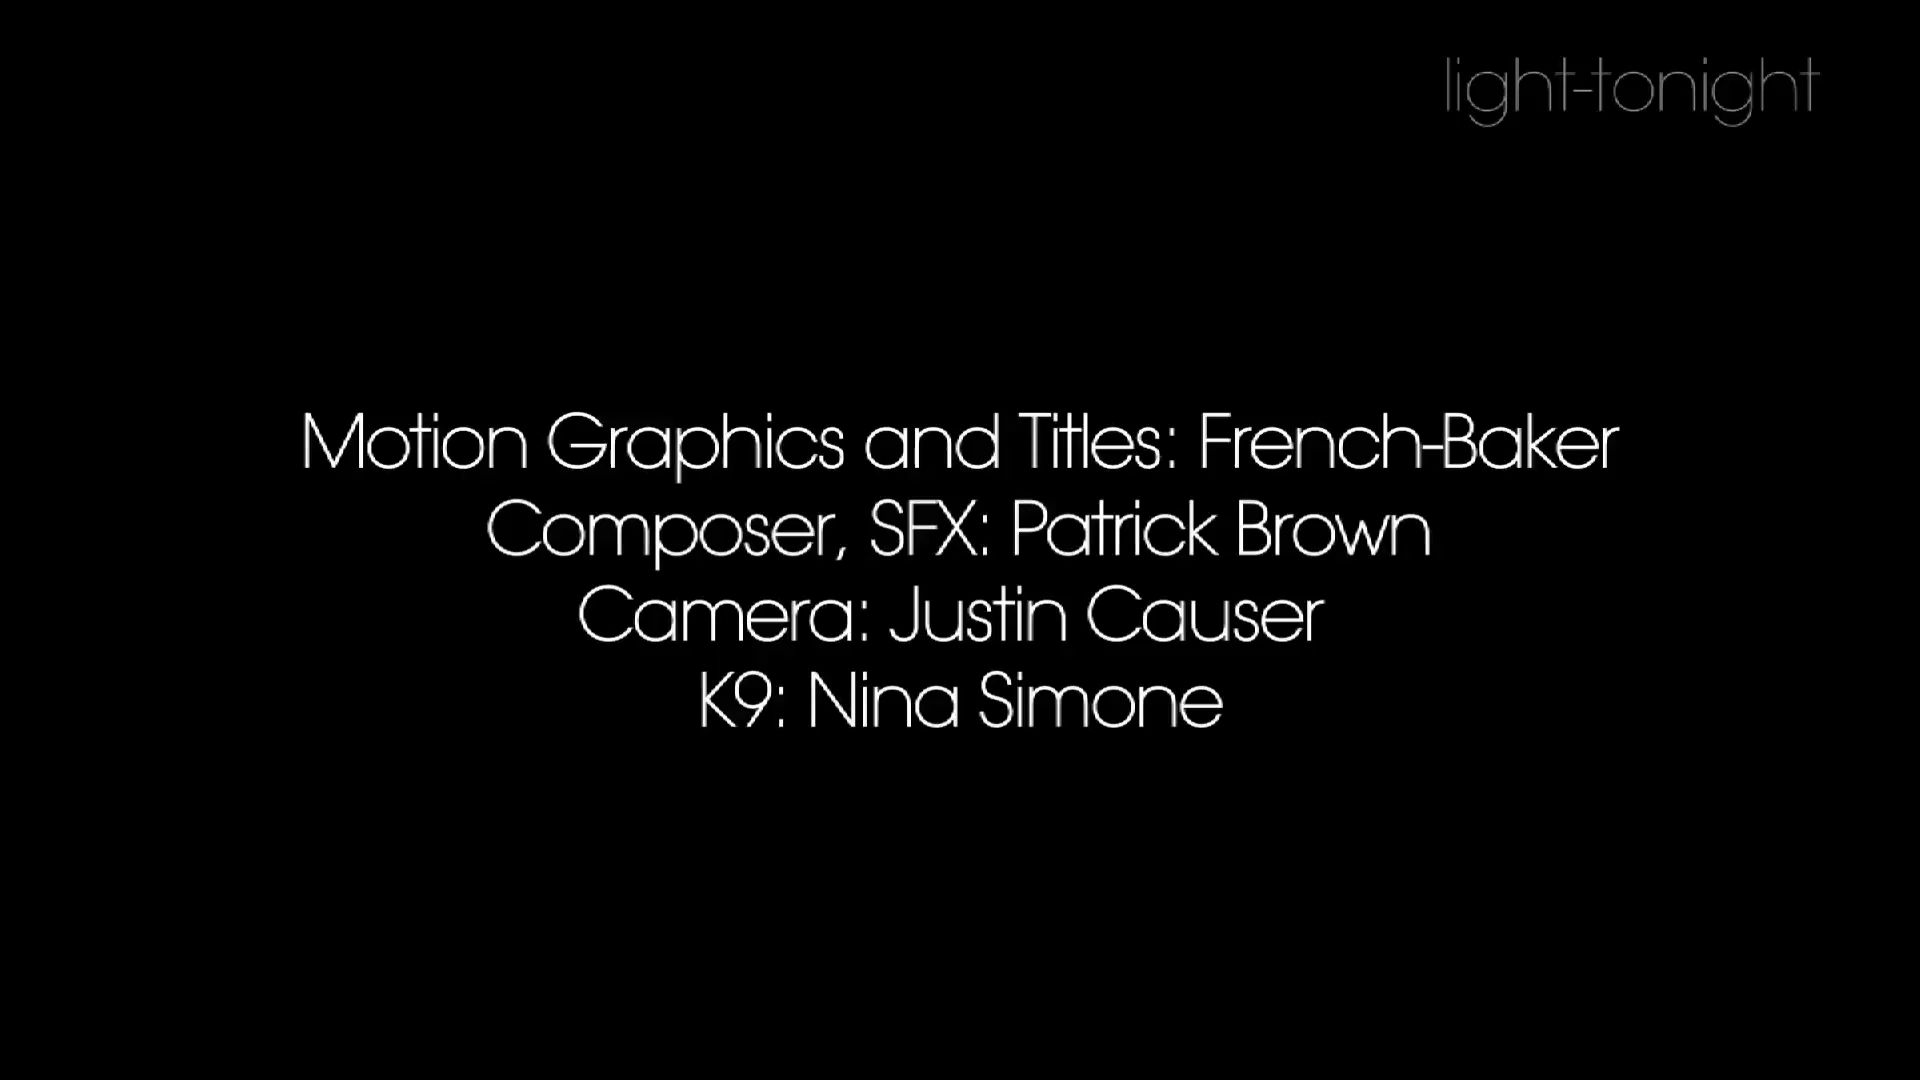 light-tonight
Motion Graphics and Titles: French-Baker
Composer, SFX: Patrick Brown
Camera: Justin Causer
K9: Nina Simone